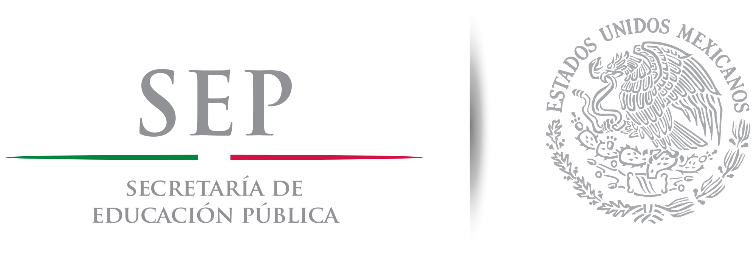 SEP
SECRETARÍA DE
EDUCACIÓN PÚBLICA
ESTADOS UNIDOS MEXICANOS